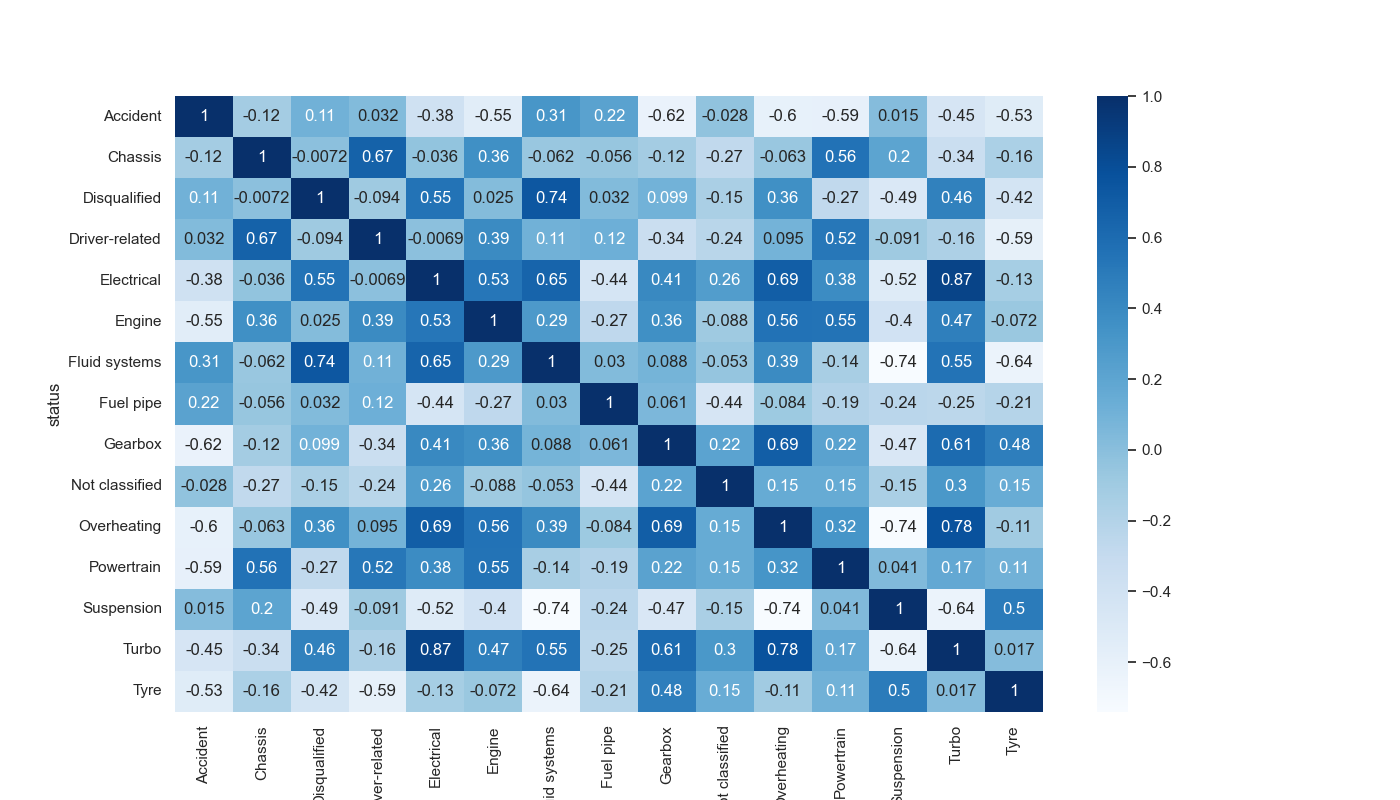 Accident 1 -0.12 0.11 0.032 -0.38 -0.55 0.31 0.22 -0.62 -0.028 -0.6 -0.59 0.015 -0.45 -0.53
Chassis -0.12 1 -0.0072 0.67 -0.036 0.36 -0.062 -0.056 -0.12 -0.27 -0.063 0.56 0.2 -0.34 -0.16
Disqualified 0.11 -0.0072 1 -0.094 0.55 0.025 0.74 0.032 0.099 -0.15 0.36 -0.27 -0.49 0.46 -0.42
Driver-related 0.032 0.67 -0.094 1 -0.0069 0.39 0.11 0.12 -0.34 -0.24 0.095 0.52 -0.091 -0.16 -0.59
Electrical -0.38 -0.036 0.55 -0.0069 1 0.53 0.65 -0.44 0.41 0.26 0.69 0.38 -0.52 0.87 -0.13
Engine -0.55 0.36 0.025 0.39 0.53 1 0.29 -0.27 0.36 -0.088 0.56 0.55 -0.4 0.47 -0.072
Fluid systems 0.31 -0.062 0.74 0.11 0.65 0.29 1 0.03 0.088 -0.053 0.39 -0.14 -0.74 0.55 -0.64
Fuel pipe 0.22 -0.056 0.032 0.12 -0.44 -0.27 0.03 1 0.061 -0.44 -0.084 -0.19 -0.24 -0.25 -0.21
Gearbox -0.62 -0.12 0.099 -0.34 0.41 0.36 0.088 0.061 1 0.22 0.69 0.22 -0.47 0.61 0.48
Not classified -0.028 -0.27 -0.15 -0.24 0.26 -0.088 -0.053 -0.44 0.22 1 0.15 0.15 -0.15 0.3 0.15
Overheating -0.6 -0.063 0.36 0.095 0.69 0.56 0.39 -0.084 0.69 0.15 1 0.32 -0.74 0.78 -0.11
Powertrain -0.59 0.56 -0.27 0.52 0.38 0.55 -0.14 -0.19 0.22 0.15 0.32 1 0.041 0.17 0.11
Suspension 0.015 0.2 -0.49 -0.091 -0.52 -0.4 -0.74 -0.24 -0.47 -0.15 -0.74 0.041 1 -0.64 0.5
Turbo -0.45 -0.34 0.46 -0.16 0.87 0.47 0.55 -0.25 0.61 0.3 0.78 0.17 -0.64 1 0.017
Tyre -0.53 -0.16 -0.42 -0.59 -0.13 -0.072 -0.64 -0.21 0.48 0.15 -0.11 0.11 0.5 0.017 1
status
Accident
Chassis
Disqualified
ver-related
Electrical
Engine
id systems
Fuel pipe
Gearbox
ot classified
Overheating
Powertrain
Suspension
Turbo
Tyre
1.0
0.8
0.6
0.4
0.2
0.0
−0.2
−0.4
−0.6